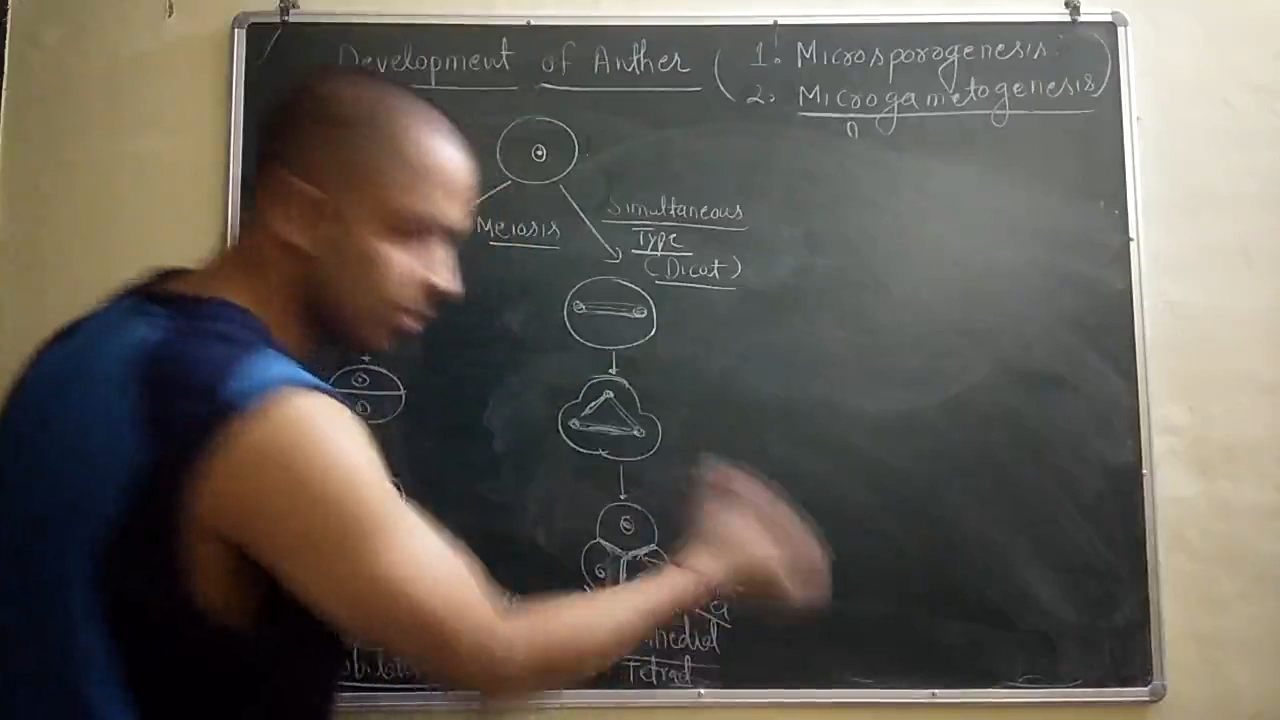 Development of Anther ( 1. Microsporogenesis
2. Microgametogenesis )
n
Meiosis
Simultaneous
Type
(Dicot)
Tetrad